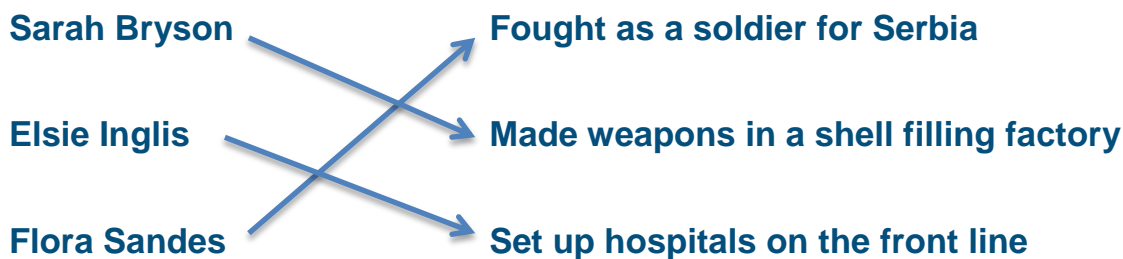 Sarah Bryson Fought as a soldier for Serbia
Elsie Inglis Made weapons in a shell filling factory
Flora Sandes Set up hospitals on the front line